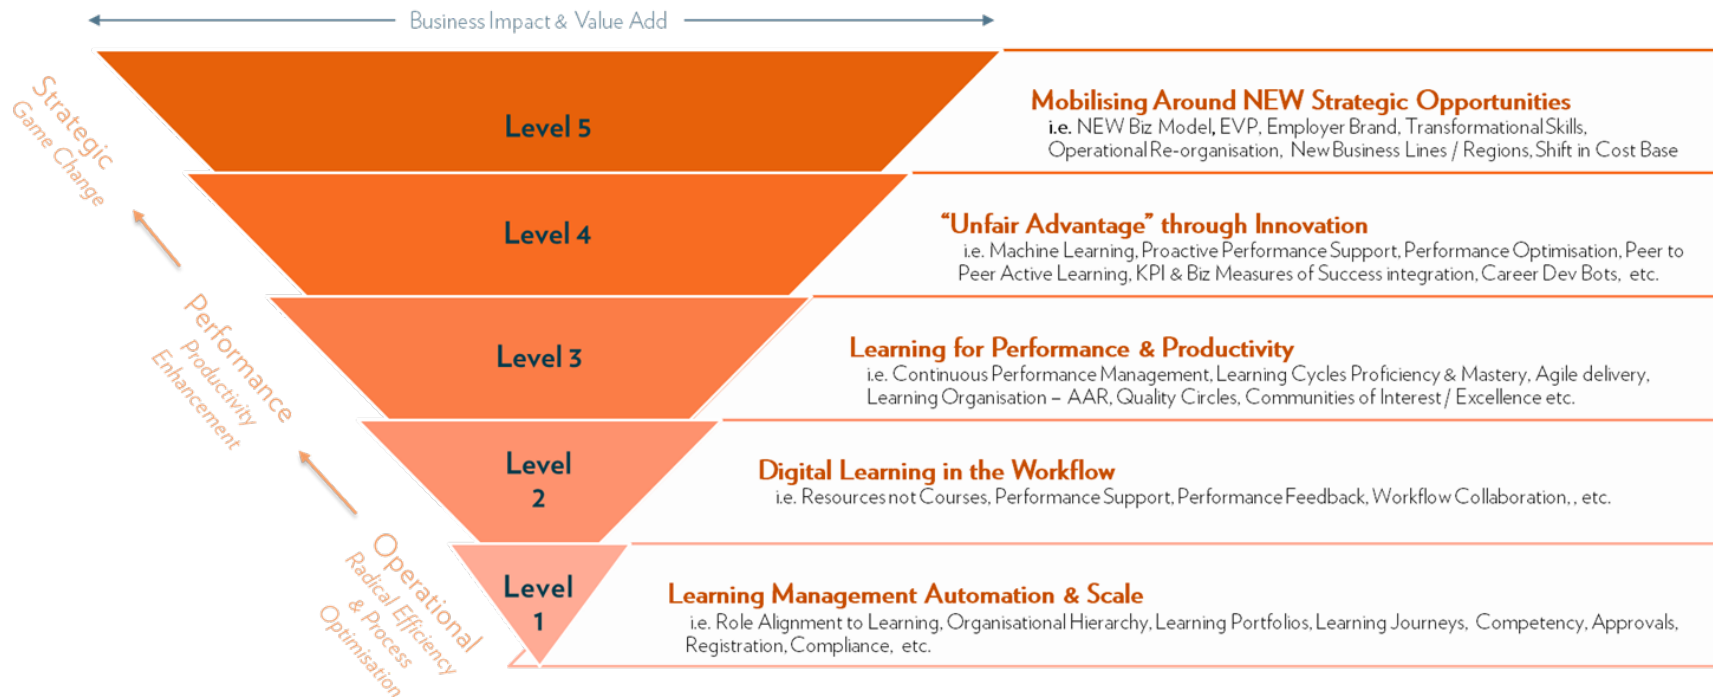 Business Impact & Value Add
Strategic
Game Change
Performance
Productivity
Enhancement
Operational
Radical Efficiency
& Process
Optimisation
Level 5
Mobilising Around NEW Strategic Opportunities
i.e. NEW Biz Model, EVP, Employer Brand, Transformational Skills,
Operational Re-organisation, New Business Lines / Regions, Shift in Cost Base
Level 4
“Unfair Advantage” through Innovation
i.e. Machine Learning, Proactive Performance Support, Performance Optimisation, Peer to
Peer Active Learning, KPI & Biz Measures of Success integration, Career Dev Bots, etc.
Level 3
Learning for Performance & Productivity
i.e. Continuous Performance Management, Learning Cycles Proficiency & Mastery, Agile delivery,
Learning Organisation – AAR, Quality Circles, Communities of Interest / Excellence etc.
Level
2
Digital Learning in the Workflow
i.e. Resources not Courses, Performance Support, Performance Feedback, Workflow Collaboration, , etc.
Level
1
Learning Management Automation & Scale
i.e. Role Alignment to Learning, Organisational Hierarchy, Learning Portfolios, Learning Journeys, Competency, Approvals,
Registration, Compliance, etc.